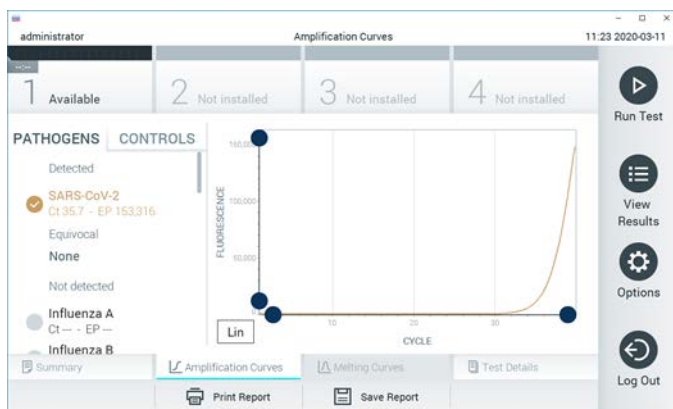 administrator
Amplification Curves
11:23 2020-03-11
1 Available
2 Not installed
3 Not installed
4 Not installed
Run Test
PATHOGENS
CONTROLS
Detected
SARS-CoV-2
Ct 35.7 - EP 153,316
Equivocal
None
Not detected
Influenza A
Ct — - EP —
Influenza B
FLUORESCENCE
160,000
100,000
60,000
0
10
20
30
CYCLE
Lin
View
Results
Options
Log Out
Summary
Amplification Curves
Melting Curves
Test Details
Print Report
Save Report